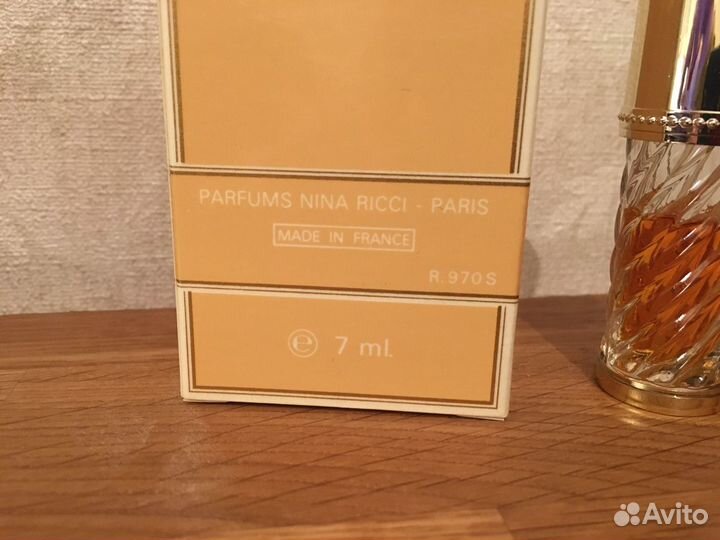 PARFUMS NINA RICCI - PARIS
MADE IN FRANCE
R.970S
℮ 7 ml.
Avito